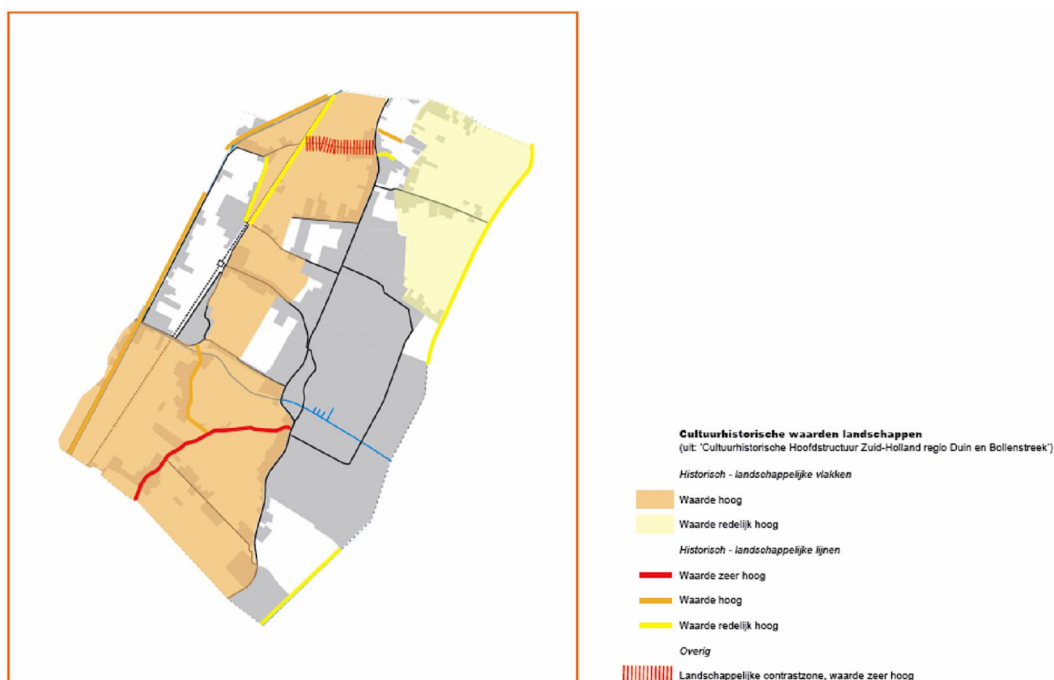 Cultuurhistorische waarden landschappen
(uit: 'Cultuurhistorische Hoofdstructuur Zuid-Holland regio Duin en Bollenstreek')
Historisch - landschappelijke vlakken
Waarde hoog
Waarde redelijk hoog
Historisch - landschappelijke lijnen
Waarde zeer hoog
Waarde hoog
Waarde redelijk hoog
Overig
Landschappelijke contrastzone, waarde zeer hoog